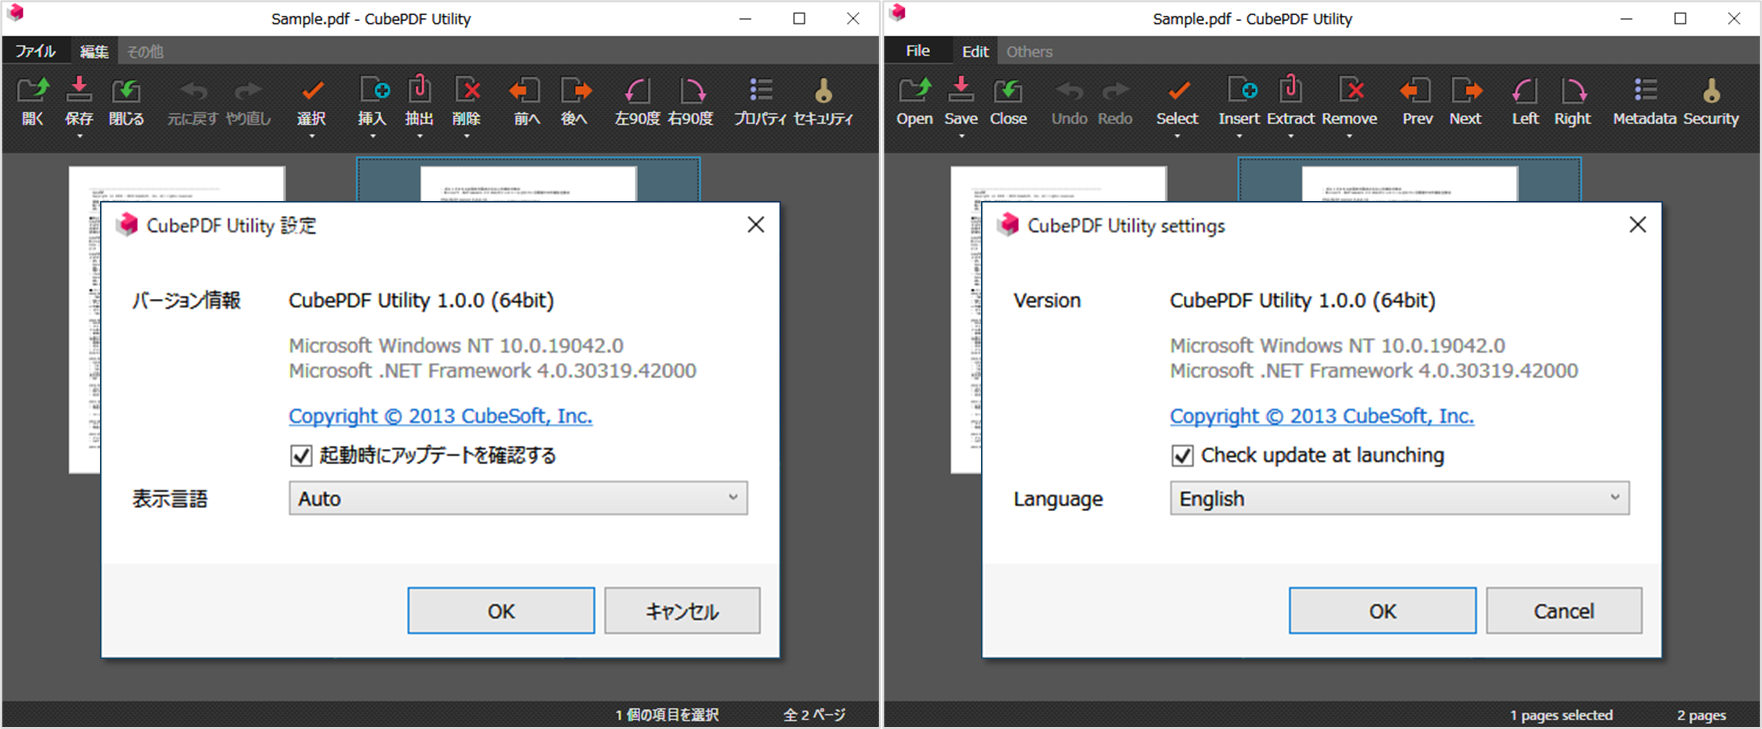 Sample.pdf - CubePDF Utility
ファイル 編集 その他
開く 保存 閉じる 元に戻す やり直し 選択 挿入 抽出 削除 前へ 後へ 左90度 右90度 プロパティ セキュリティ
CubePDF Utility 設定
バージョン情報 CubePDF Utility 1.0.0 (64bit)
Microsoft Windows NT 10.0.19042.0
Microsoft .NET Framework 4.0.30319.42000
Copyright © 2013 CubeSoft, Inc.
起動時にアップデートを確認する
表示言語 Auto
OK キャンセル
1 個の項目を選択 全 2 ページ
Sample.pdf - CubePDF Utility
File Edit Others
Open Save Close Undo Redo Select Insert Extract Remove Prev Next Left Right Metadata Security
CubePDF Utility settings
Version CubePDF Utility 1.0.0 (64bit)
Microsoft Windows NT 10.0.19042.0
Microsoft .NET Framework 4.0.30319.42000
Copyright © 2013 CubeSoft, Inc.
Check update at launching
Language English
OK Cancel
1 pages selected 2 pages